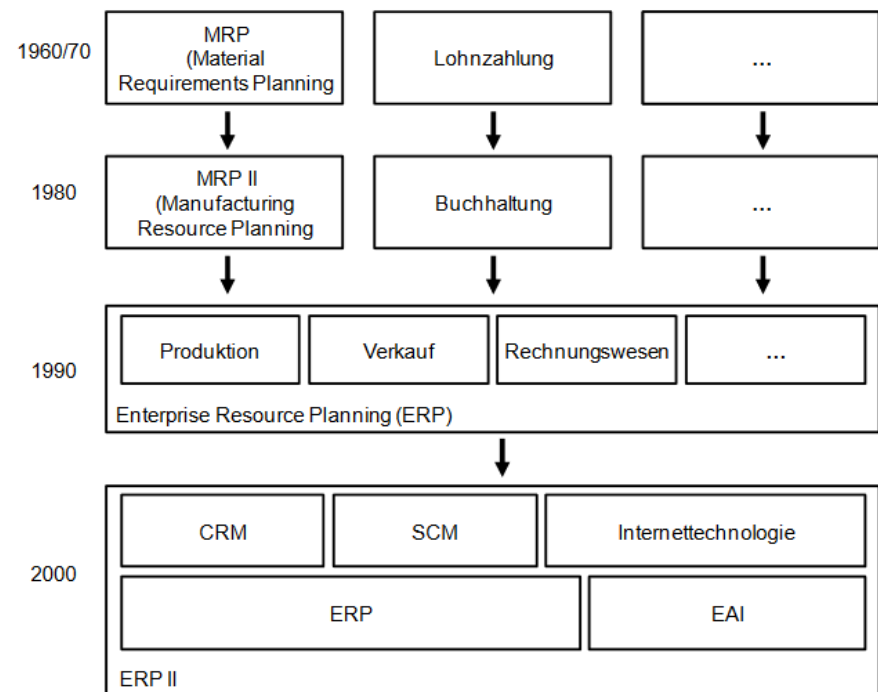 1960/70
MRP
(Material
Requirements Planning
Lohnzahlung
...
1980
MRP II
(Manufacturing
Resource Planning
Buchhaltung
...
1990
Produktion
Verkauf
Rechnungswesen
...
Enterprise Resource Planning (ERP)
2000
CRM
SCM
Internettechnologie
ERP
EAI
ERP II